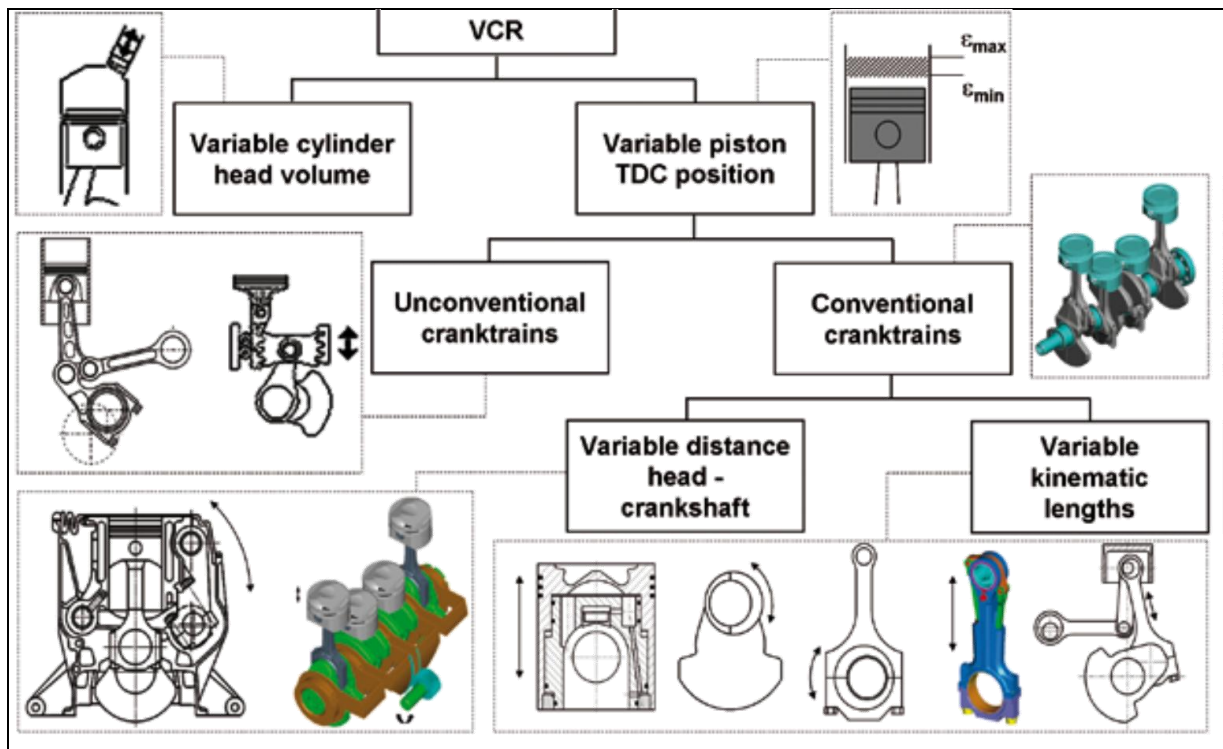 VCR
εmax
εmin
Variable cylinder
head volume
Variable piston
TDC position
Unconventional
cranktrains
Conventional
cranktrains
Variable distance
head -
crankshaft
Variable
kinematic
lengths